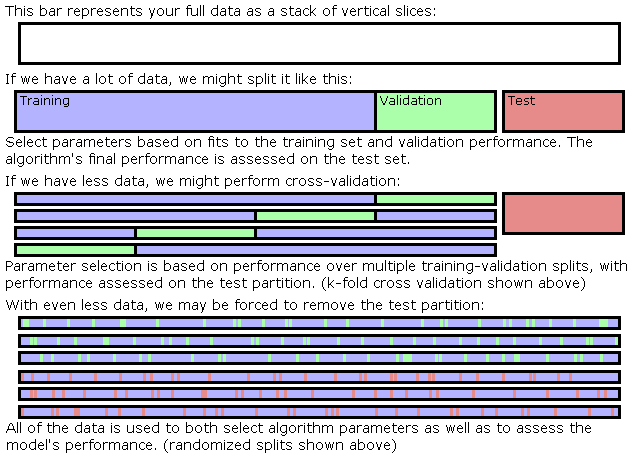 This bar represents your full data as a stack of vertical slices:
If we have a lot of data, we might split it like this:
Training Validation Test
Select parameters based on fits to the training set and validation performance. The
algorithm's final performance is assessed on the test set.
If we have less data, we might perform cross-validation:
Parameter selection is based on performance over multiple training-validation splits, with
performance assessed on the test partition. (k-fold cross validation shown above)
With even less data, we may be forced to remove the test partition:
All of the data is used to both select algorithm parameters as well as to assess the
model's performance. (randomized splits shown above)